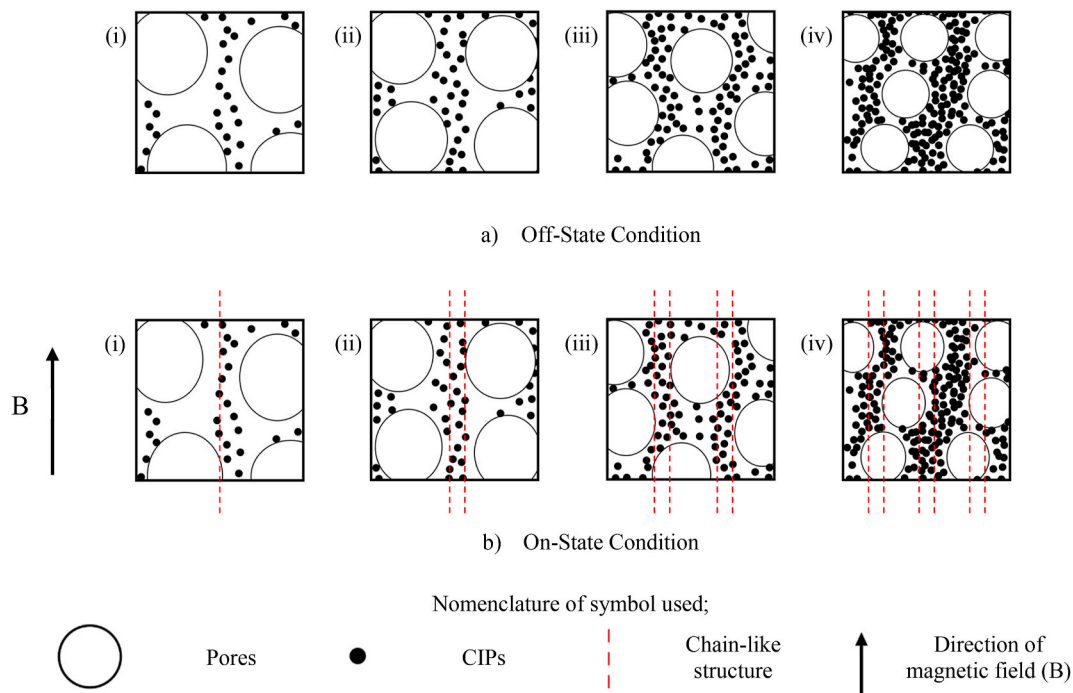 (i)
(ii)
(iii)
(iv)
a) Off-State Condition
B
(i)
(ii)
(iii)
(iv)
b) On-State Condition
Nomenclature of symbol used;
Pores
CIPs
Chain-like
structure
Direction of
magnetic field (B)